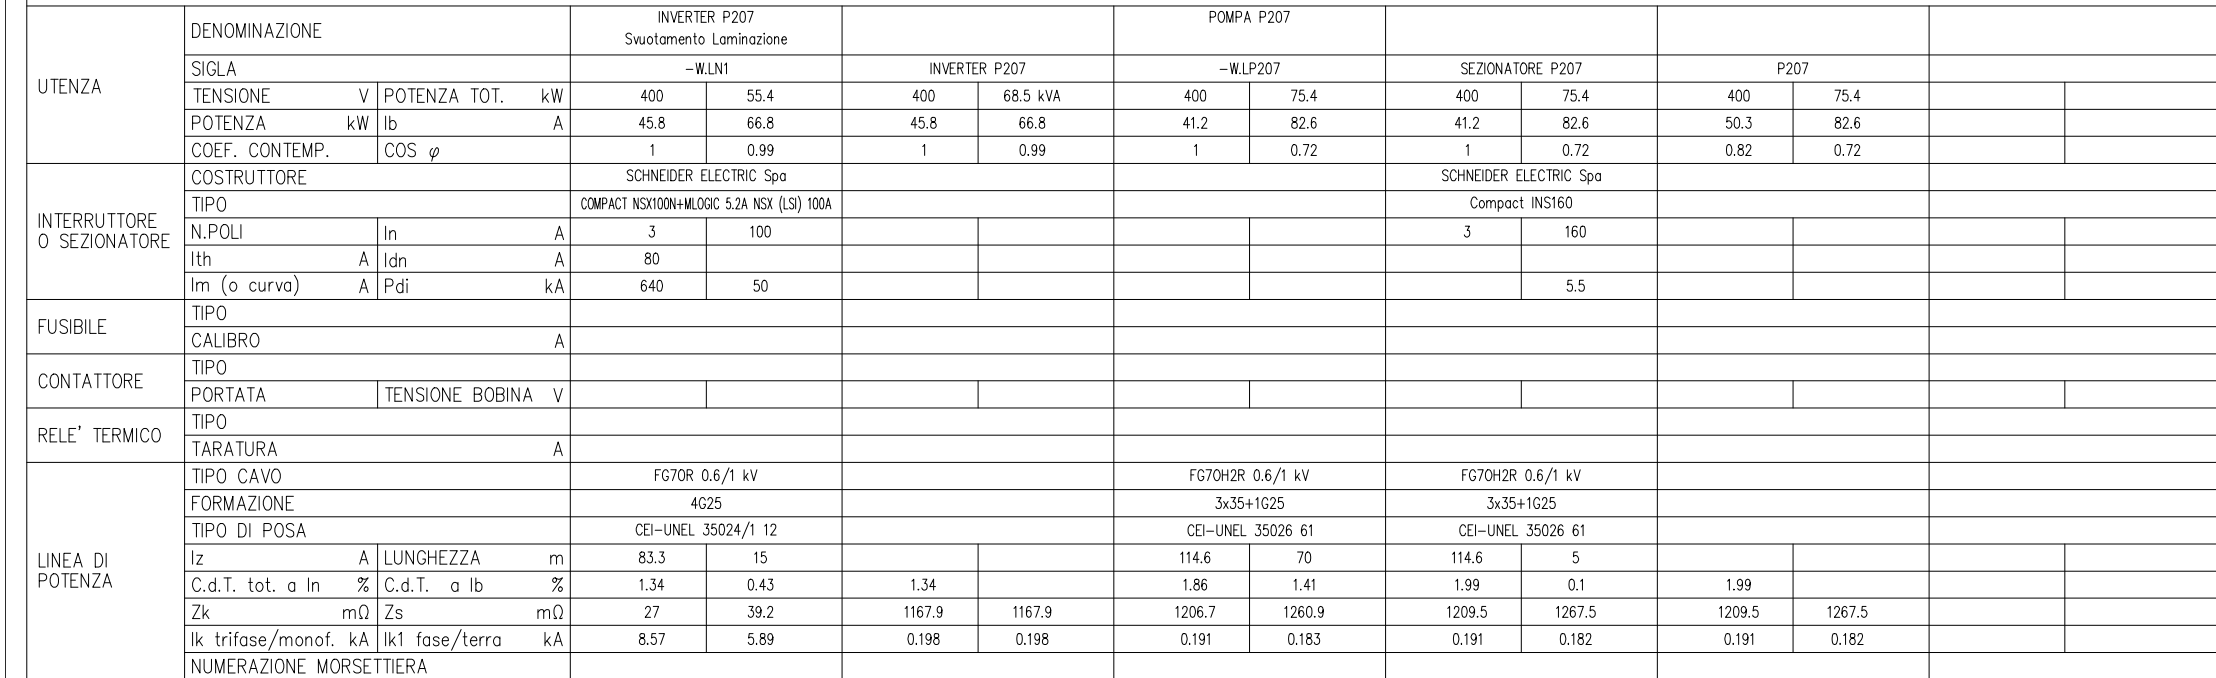 UTENZA
DENOMINAZIONE INVERTER P207 POMPA P207
Svuotamento Laminazione
SIGLA -W.LN1 INVERTER P207 -W.LP207 SEZIONATORE P207 P207
TENSIONE V POTENZA TOT. kW 400 55.4 400 68.5 kVA 400 75.4 400 75.4 400 75.4
POTENZA kW Ib A 45.8 66.8 45.8 66.8 41.2 82.6 41.2 82.6 50.3 82.6
COEF. CONTEMP. COS φ 1 0.99 1 0.99 1 0.72 1 0.72 0.82 0.72
INTERRUTTORE
O SEZIONATORE
COSTRUTTORE SCHNEIDER ELECTRIC Spa SCHNEIDER ELECTRIC Spa
TIPO COMPACT NSX100N+MLOGIC 5.2A NSX (LSI) 100A Compact INS160
N.POLI In A 3 100 3 160
Ith A Idn A 80
Im (o curva) A Pdi kA 640 50 5.5
FUSIBILE
TIPO
CALIBRO A
CONTATTORE
TIPO
PORTATA TENSIONE BOBINA V
RELE' TERMICO
TIPO
TARATURA A
LINEA DI
POTENZA
TIPO CAVO FG7OR 0.6/1 kV FG7OH2R 0.6/1 kV FG7OH2R 0.6/1 kV
FORMAZIONE 4G25 3x35+1G25 3x35+1G25
TIPO DI POSA CEI-UNEL 35024/1 12 CEI-UNEL 35026 61 CEI-UNEL 35026 61
Iz A LUNGHEZZA m 83.3 15 114.6 70 114.6 5
C.d.T. tot. a In % C.d.T. a Ib % 1.34 0.43 1.34 1.86 1.41 1.99 0.1 1.99
Zk mΩ Zs mΩ 27 39.2 1167.9 1167.9 1206.7 1260.9 1209.5 1267.5 1209.5 1267.5
Ik trifase/monof. kA Ik1 fase/terra kA 8.57 5.89 0.198 0.198 0.191 0.183 0.191 0.182 0.191 0.182
NUMERAZIONE MORSETTIERA